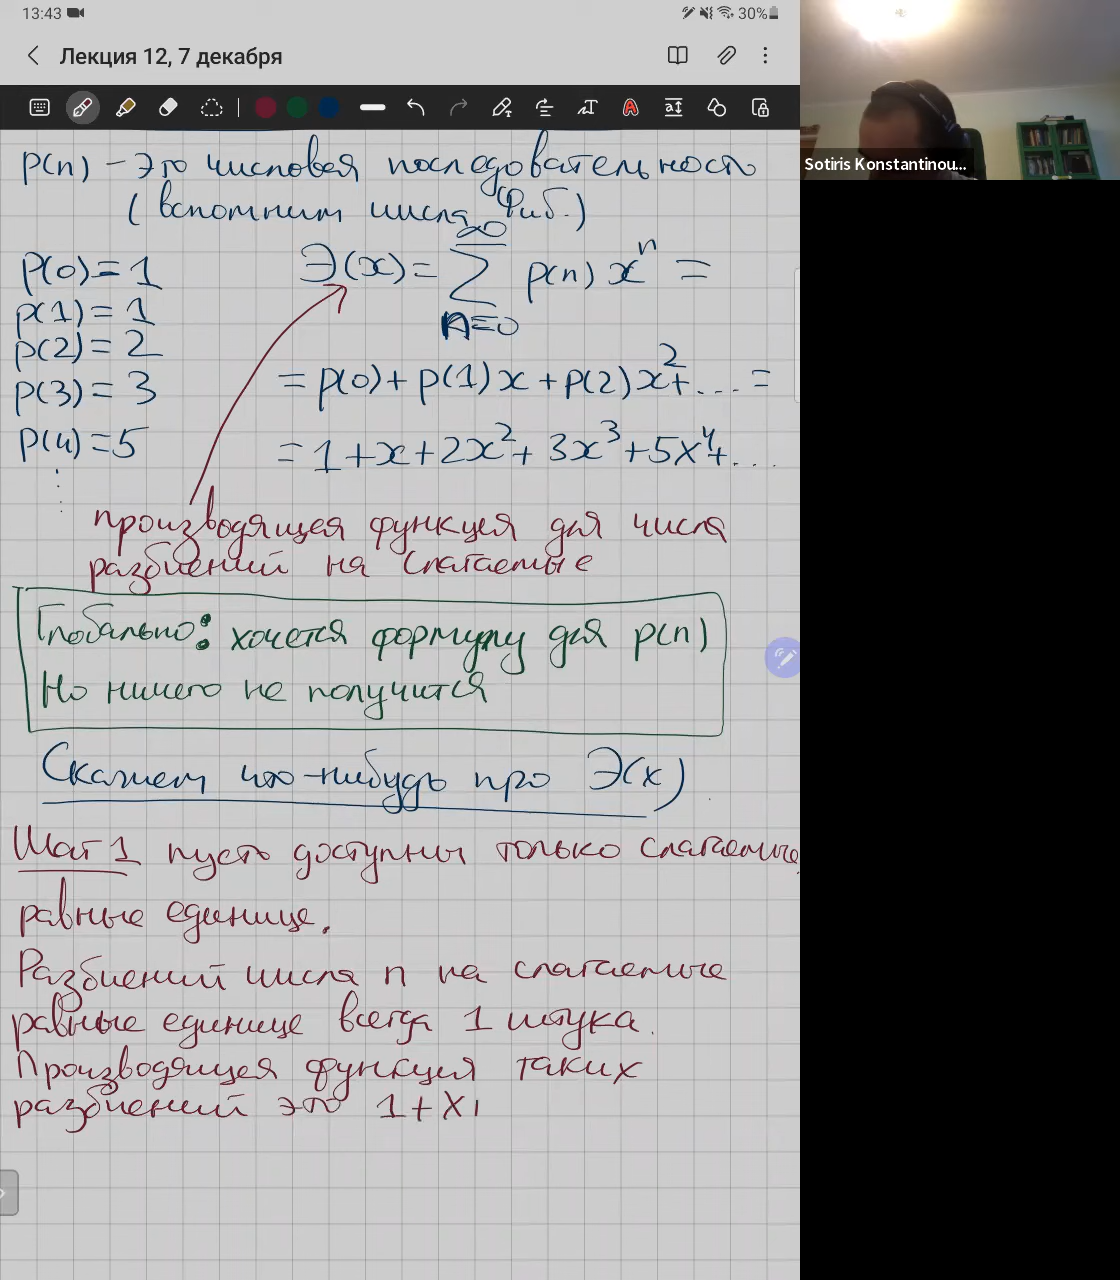 13:43
30%
Лекция 12, 7 декабря
Sotiris Konstantinou...
p(n) - это числовая последовательность
(вспомним числа Фиб.)
p(0)=1
p(1)=1
p(2)=2
p(3)=3
p(4)=5
Э(x)= ∑ₙ₌₀^∞ p(n) xⁿ =
= p(0)+p(1)x+p(2)x²+...=
=1+x+2x²+3x³+5x⁴+...
производящая функция для числа
разбиений на слагаемые
Глобально: хочется формулу для p(n)
Но ничего не получится
Скажем что-нибудь про Э(x)
Шаг 1 пусть доступны только слагаемые,
равные единице.
Разбиений числа n на слагаемые
равные единице всегда 1 штука.
Производящая функция таких
разбиений это 1+x